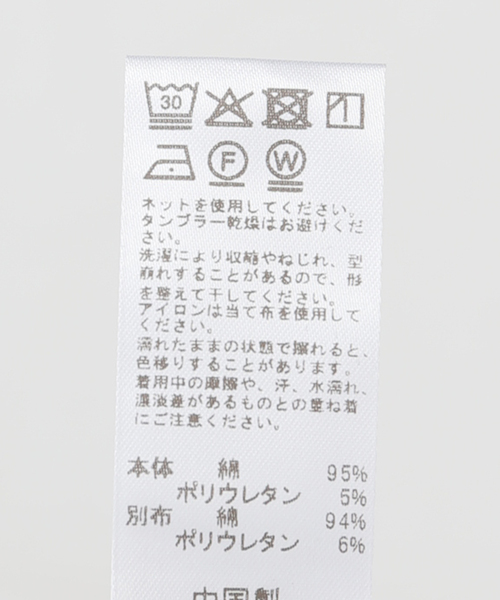 30
F W
ネットを使用してください。
タンブラー乾燥はお避けくだ
さい。
洗濯により収縮やねじれ、型
崩れすることがあるので、形
を整えて干してください。
アイロンは当て布を使用して
ください。
濡れたままの状態で擦れると、
色移りすることがあります。
着用中の摩擦や、汗、水濡れ、
濃淡差があるものとの重ね着
にご注意ください。
本体 綿 95%
ポリウレタン 5%
別布 綿 94%
ポリウレタン 6%
中国製